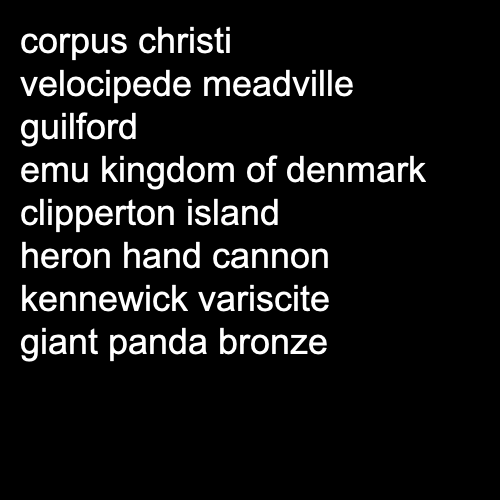 corpus christi
velocipede meadville
guilford
emu kingdom of denmark
clipperton island
heron hand cannon
kennewick variscite
giant panda bronze